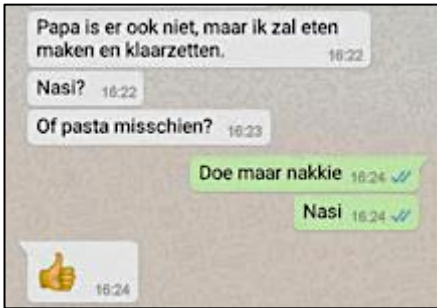 Papa is er ook niet, maar ik zal eten
maken en klaarzetten. 16:22
Nasi? 16:22
Of pasta misschien? 16:23
Doe maar nakkie 16:24
Nasi 16:24
👍 16:24